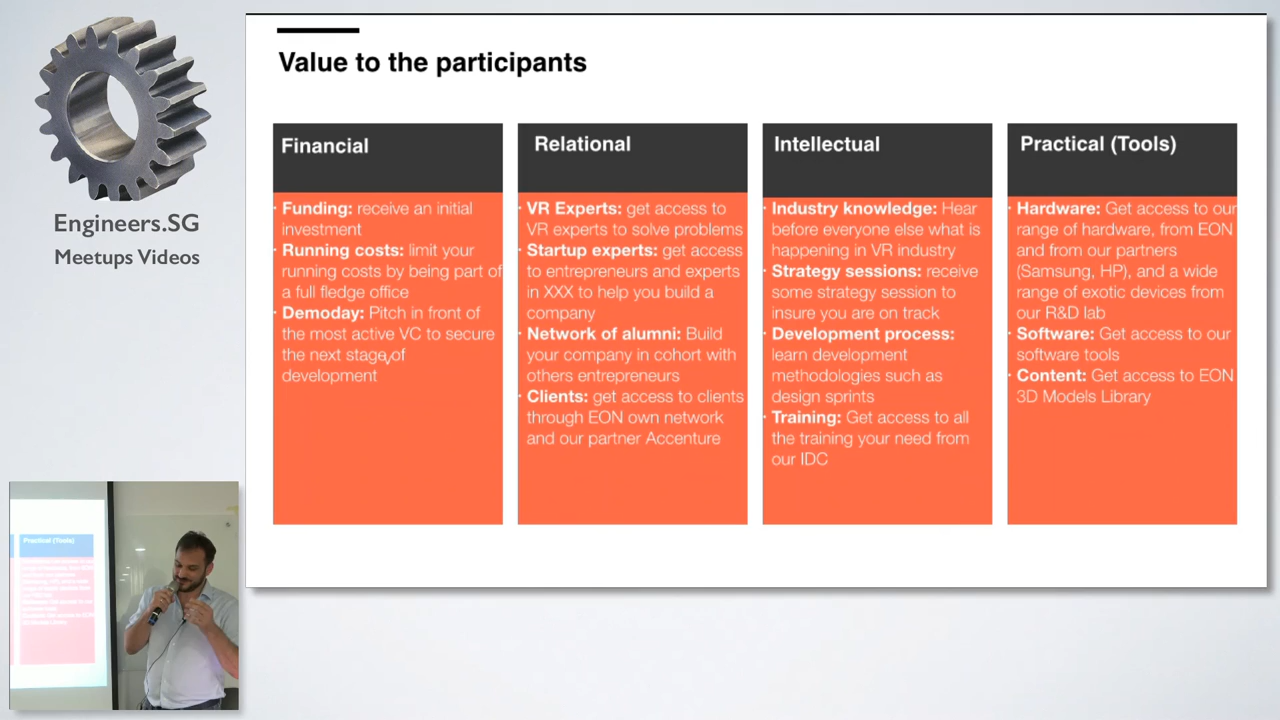 Engineers.SG
Meetups Videos
Value to the participants
Financial
· Funding: receive an initial
investment
· Running costs: limit your
running costs by being part of
a full fledge office
· Demoday: Pitch in front of
the most active VC to secure
the next stage of
development
Relational
· VR Experts: get access to
VR experts to solve problems
· Startup experts: get access
to entrepreneurs and experts
in XXX to help you build a
company
· Network of alumni: Build
your company in cohort with
others entrepreneurs
· Clients: get access to clients
through EON own network
and our partner Accenture
Intellectual
· Industry knowledge: Hear
before everyone else what is
happening in VR industry
· Strategy sessions: receive
some strategy session to
insure you are on track
· Development process:
learn development
methodologies such as
design sprints
· Training: Get access to all
the training your need from
our IDC
Practical (Tools)
· Hardware: Get access to our
range of hardware, from EON
and from our partners
(Samsung, HP), and a wide
range of exotic devices from
our R&D lab
· Software: Get access to our
software tools
· Content: Get access to EON
3D Models Library
Practical (Tools)